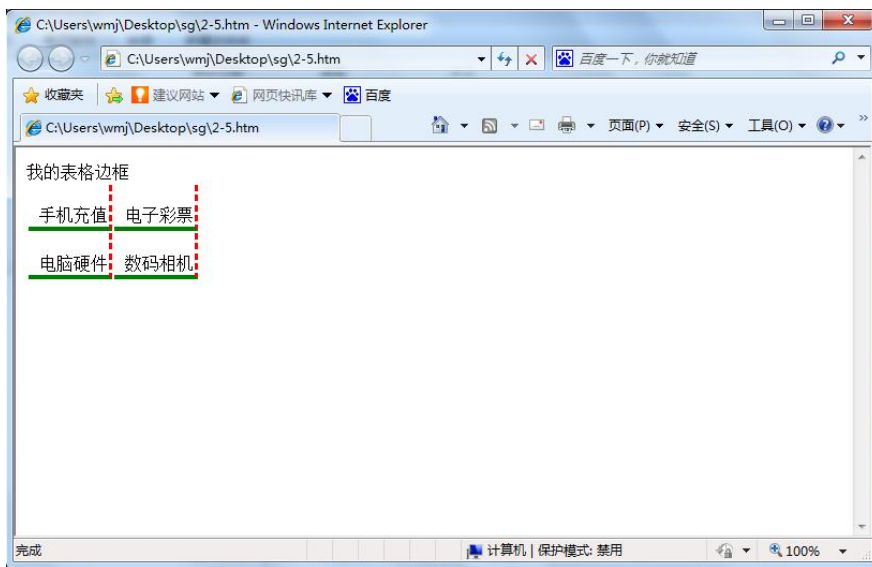 C:\Users\wmj\Desktop\sg\2-5.htm - Windows Internet Explorer
C:\Users\wmj\Desktop\sg\2-5.htm 百度一下，你就知道
收藏夹 建议网站 网页快讯库 百度
C:\Users\wmj\Desktop\sg\2-5.htm 页面(P) 安全(S) 工具(O) »
我的表格边框
手机充值 电子彩票
电脑硬件 数码相机
完成 计算机 | 保护模式: 禁用 100%